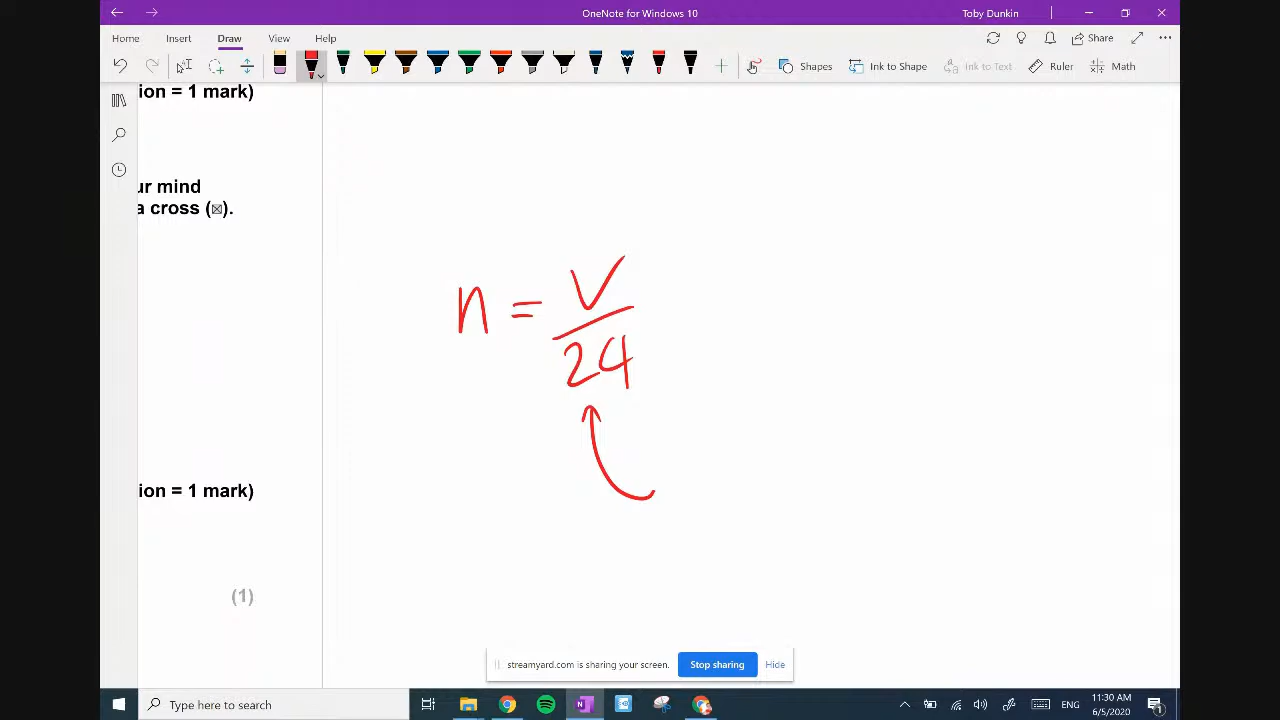 OneNote for Windows 10
Toby Dunkin
Home Insert Draw View Help
Share
Shapes Ink to Shape Ink to Text Ruler Math
ion = 1 mark)
ur mind
a cross (☒).
n = V
24
ion = 1 mark)
(1)
streamyard.com is sharing your screen. Stop sharing Hide
Type here to search
ENG
11:30 AM
6/5/2020
1